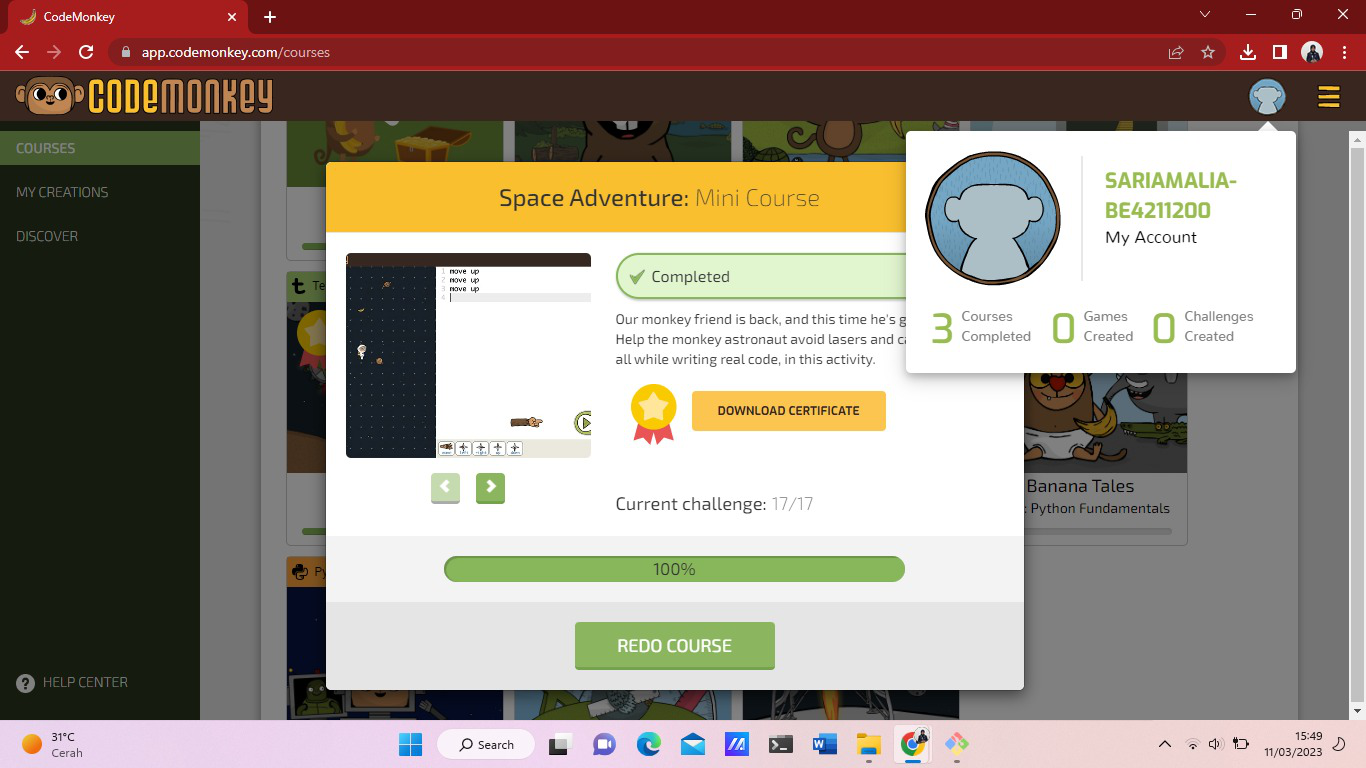 CodeMonkey
app.codemonkey.com/courses
CODEMONKEY
COURSES
MY CREATIONS
DISCOVER
HELP CENTER
Space Adventure: Mini Course
1 move up
2 move up
3 move up
4
Completed
Our monkey friend is back, and this time he's
Help the monkey astronaut avoid lasers and
all while writing real code, in this activity.
DOWNLOAD CERTIFICATE
Current challenge: 17/17
100%
REDO COURSE
SARIAMALIA-
BE4211200
My Account
3 Courses
Completed
0 Games
Created
0 Challenges
Created
Te
Py
Banana Tales
: Python Fundamentals
31°C
Cerah
Search
15:49
11/03/2023